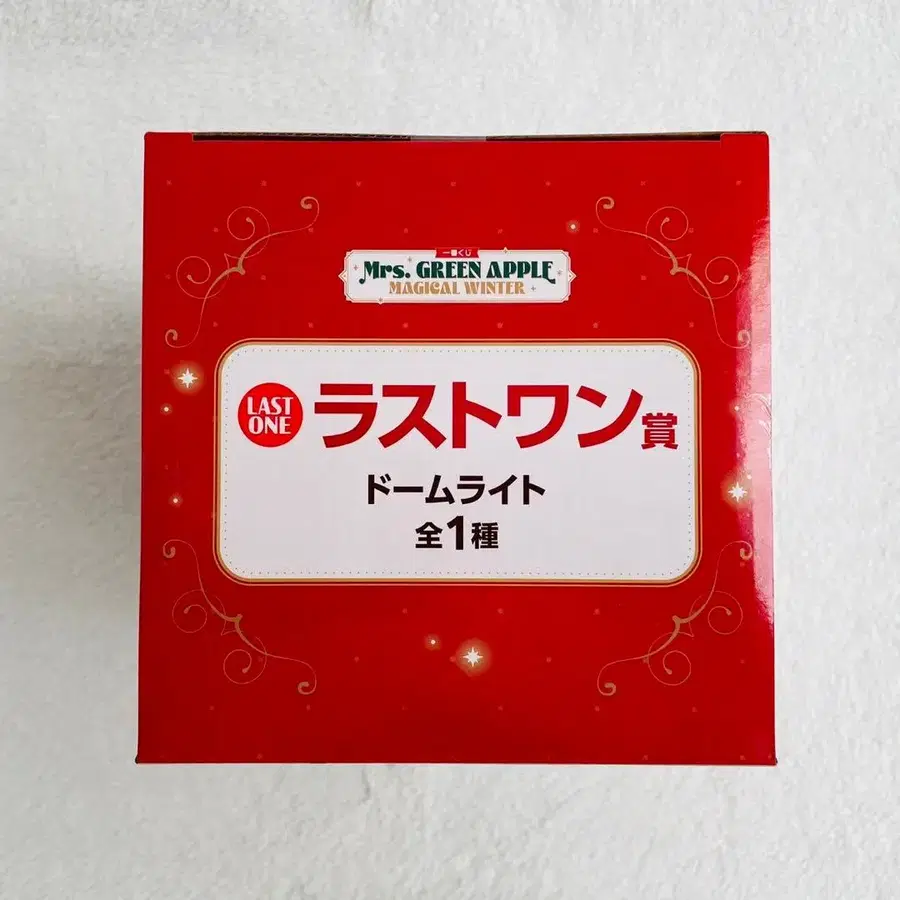 一番くじ
Mrs. GREEN APPLE
MAGICAL WINTER
LAST
ONE
ラストワン賞
ドームライト
全1種